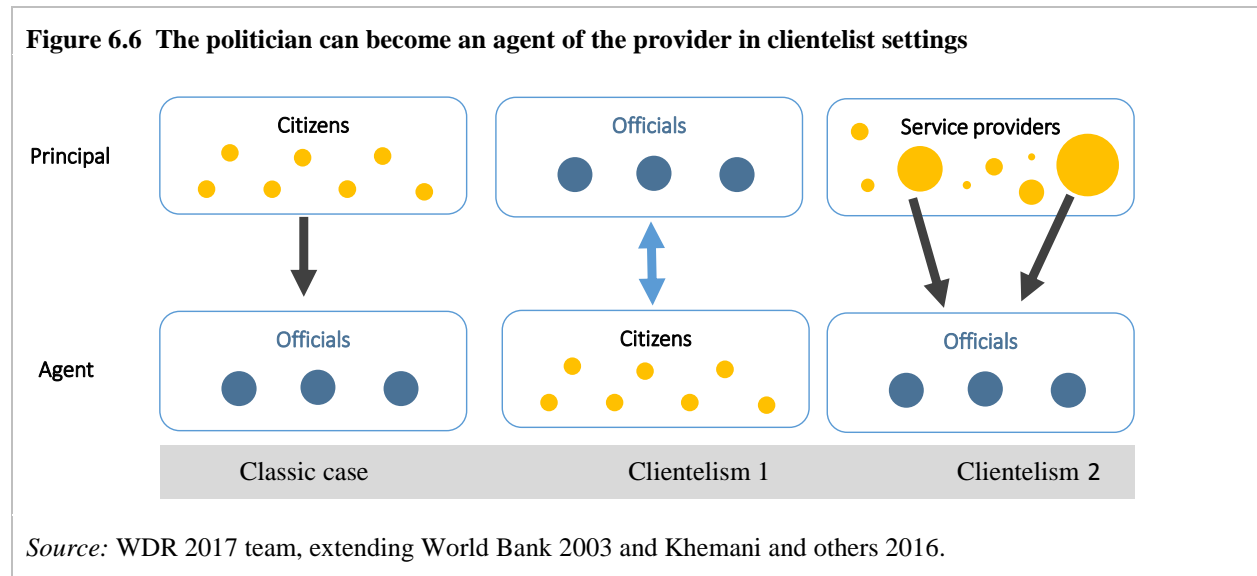 Figure 6.6  The politician can become an agent of the provider in clientelist settings
Principal
Citizens
Officials
Service providers
Agent
Officials
Citizens
Officials
Classic case
Clientelism 1
Clientelism 2
Source: WDR 2017 team, extending World Bank 2003 and Khemani and others 2016.